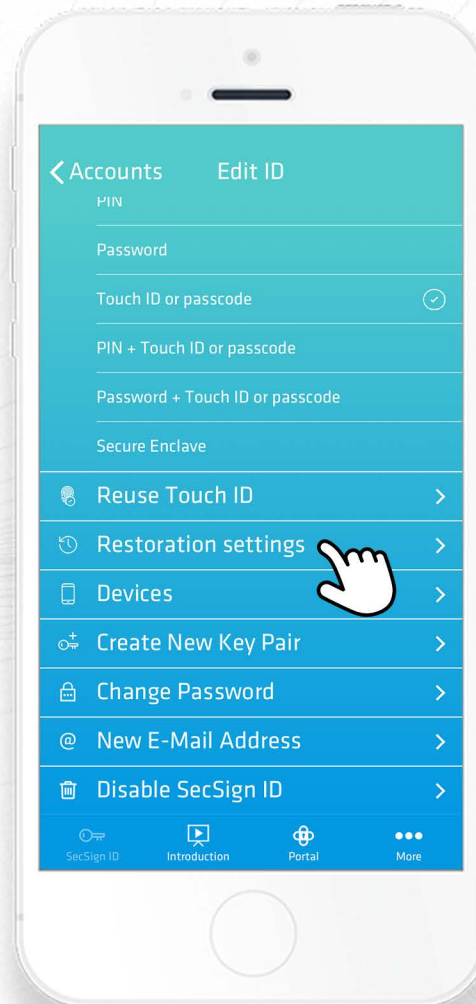 Accounts Edit ID
PIN
Password
Touch ID or passcode
PIN + Touch ID or passcode
Password + Touch ID or passcode
Secure Enclave
Reuse Touch ID
Restoration settings
Devices
Create New Key Pair
Change Password
@ New E-Mail Address
Disable SecSign ID
SecSign ID Introduction Portal More